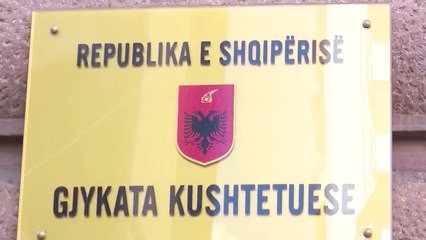 REPUBLIKA E SHQIPËRISË
GJYKATA KUSHTETUESE